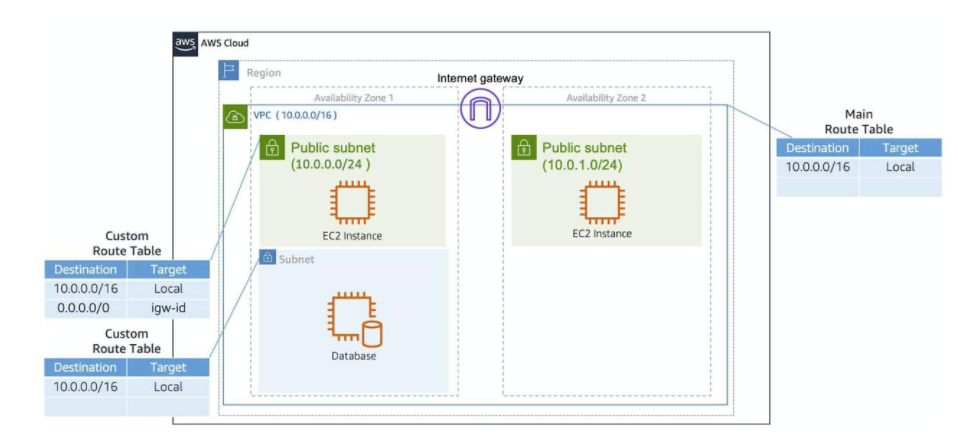 aws AWS Cloud
Region
Internet gateway
Availability Zone 1
Availability Zone 2
VPC ( 10.0.0.0/16 )
Public subnet
(10.0.0.0/24 )
EC2 Instance
Public subnet
(10.0.1.0/24)
EC2 Instance
Subnet
Database
Main
Route Table
Destination Target
10.0.0.0/16 Local
Custom
Route Table
Destination Target
10.0.0.0/16 Local
0.0.0.0/0 igw-id
Custom
Route Table
Destination Target
10.0.0.0/16 Local